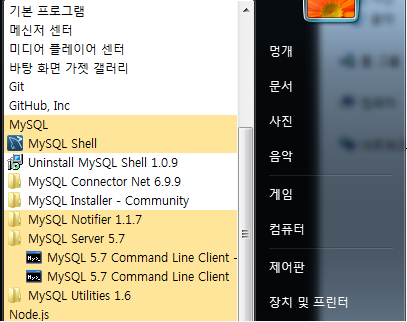 기본 프로그램
메신저 센터
미디어 플레이어 센터
바탕 화면 가젯 갤러리
Git
GitHub, Inc
MySQL
MySQL Shell
Uninstall MySQL Shell 1.0.9
MySQL Connector Net 6.9.9
MySQL Installer - Community
MySQL Notifier 1.1.7
MySQL Server 5.7
MySQL 5.7 Command Line Client -
MySQL 5.7 Command Line Client
MySQL Utilities 1.6
Node.js
멍개
문서
사진
음악
게임
컴퓨터
제어판
장치 및 프린터